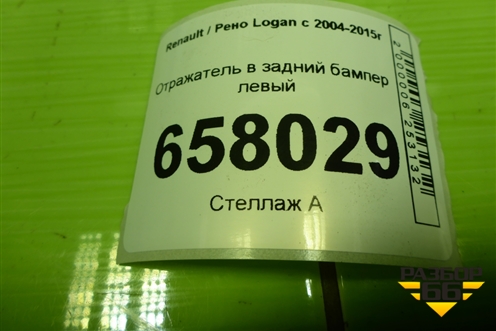 Renault / Рено Logan с 2004-2015г
Отражатель в задний бампер
левый
658029
Стеллаж А
2000006253132
РАЗБОР
66